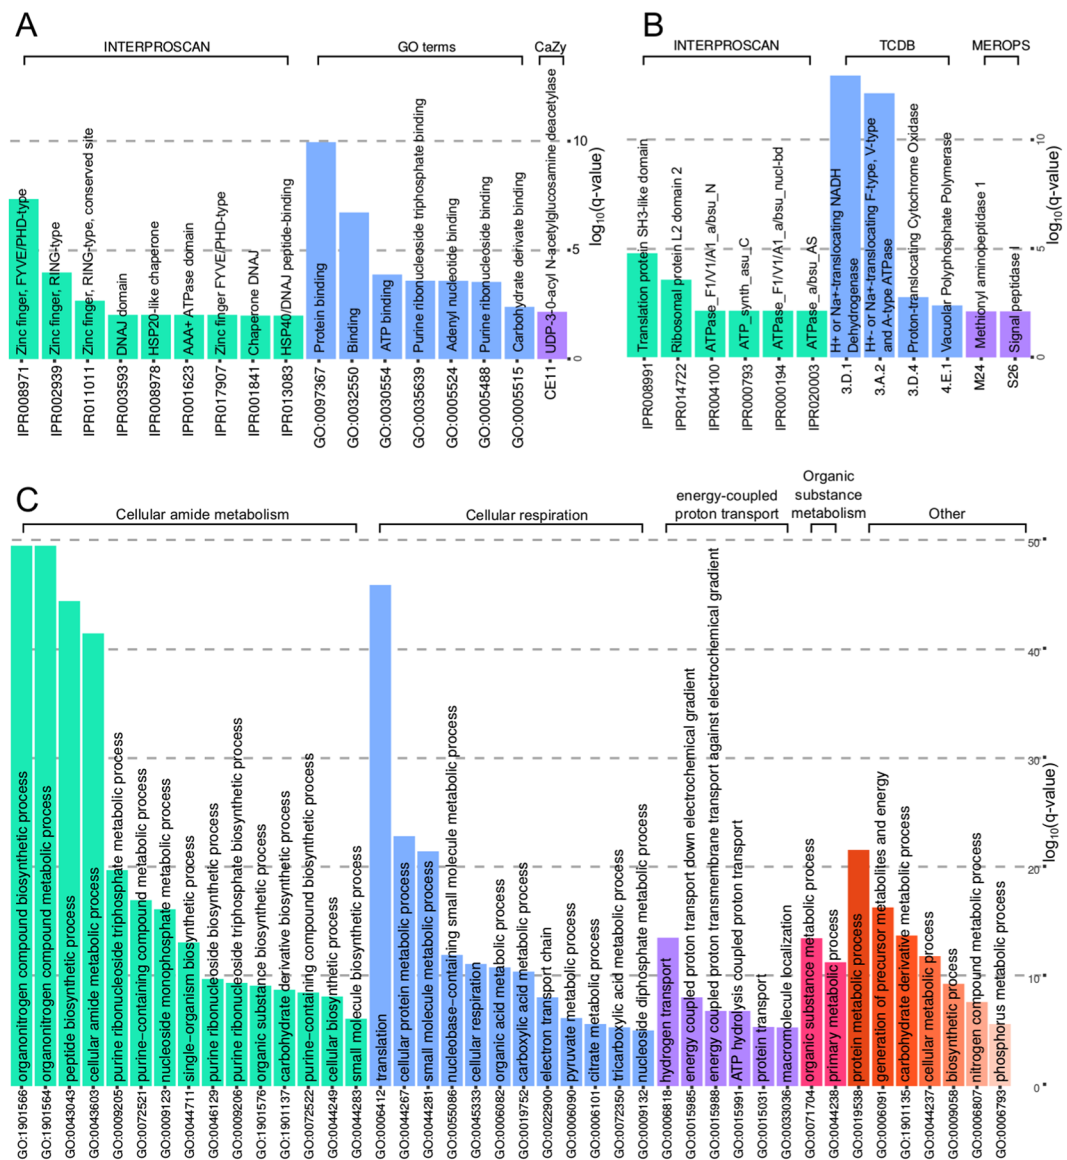 A
INTERPROSCAN
GO terms
CaZy
Zinc finger, FYVE/PHD-type
Zinc finger, RING-type
Zinc finger, RING-type, conserved site
DNAJ domain
HSP20-like chaperone
AAA+ ATPase domain
Zinc finger FYVE/PHD-type
Chaperone DNAJ
HSP40/DNAJ peptide-binding
Protein binding
Binding
ATP binding
Purine ribonucleoside triphosphate binding
Adenyl nucleotide binding
Purine ribonucleoside binding
Carbohydrate derivate binding
UDP-3-0-acyl N-acetylglucosamine deacetylase
10
5
0
log10(q-value)
IPR008971
IPR002939
IPR011011
IPR003593
IPR008978
IPR001623
IPR017907
IPR001841
IPR013083
GO:0097367
GO:0032550
GO:0030554
GO:0035639
GO:0005524
GO:0005488
GO:0005515
CE11
B
INTERPROSCAN
TCDB
MEROPS
Translation protein SH3-like domain
Ribosomal protein L2 domain 2
ATPase_F1/V1/A1_a/bsu_N
ATP_synth_asu_C
ATPase_F1/V1/A1_a/bsu_nucl-bd
ATPase_a/bsu_AS
H+ or Na+-translocating NADH
Dehydrogenase
H+- or Na+-translocating F-type, V-type
and A-type ATPase
Proton-translocating Cytochrome Oxidase
Vacuolar Polyphosphate Polymerase
Methionyl aminopeptidase 1
Signal peptidase I
10
5
0
log10(q-value)
IPR008991
IPR014722
IPR004100
IPR000793
IPR000194
IPR020003
3.D.1
3.A.2
3.D.4
4.E.1
M24
S26
C
Cellular amide metabolism
Cellular respiration
energy-coupled
proton transport
Organic
substance
metabolism
Other
organonitrogen compound biosynthetic process
organonitrogen compound metabolic process
peptide biosynthetic process
cellular amide metabolic process
purine ribonucleoside triphosphate metabolic process
purine-containing compound metabolic process
nucleoside monophosphate metabolic process
single-organism biosynthetic process
purine ribonucleoside biosynthetic process
purine ribonucleoside triphosphate biosynthetic process
organic substance biosynthetic process
carbohydrate derivative biosynthetic process
purine-containing compound biosynthetic process
cellular biosynthetic process
small molecule biosynthetic process
translation
cellular protein metabolic process
small molecule metabolic process
nucleobase-containing small molecule metabolic process
cellular respiration
organic acid metabolic process
carboxylic acid metabolic process
electron transport chain
pyruvate metabolic process
citrate metabolic process
tricarboxylic acid metabolic process
nucleoside diphosphate metabolic process
hydrogen transport
energy coupled proton transport down electrochemical gradient
energy coupled proton transmembrane transport against electrochemical gradient
ATP hydrolysis coupled proton transport
protein transport
macromolecule localization
organic substance metabolic process
primary metabolic process
protein metabolic process
generation of precursor metabolites and energy
carbohydrate derivative metabolic process
cellular metabolic process
biosynthetic process
nitrogen compound metabolic process
phosphorus metabolic process
50
40
30
20
10
0
log10(q-value)
GO:1901566
GO:1901564
GO:0043043
GO:0043603
GO:0009205
GO:0072521
GO:0009123
GO:0044711
GO:0046129
GO:0009206
GO:1901576
GO:1901137
GO:0072522
GO:0044249
GO:0044283
GO:0006412
GO:0044267
GO:0044281
GO:0055086
GO:0045333
GO:0006082
GO:0019752
GO:0022900
GO:0006090
GO:0006101
GO:0072350
GO:0009132
GO:0006818
GO:0015985
GO:0015988
GO:0015991
GO:0015031
GO:0033036
GO:0071704
GO:0044238
GO:0019538
GO:0006091
GO:1901135
GO:0044237
GO:0009058
GO:0006807
GO:0006793